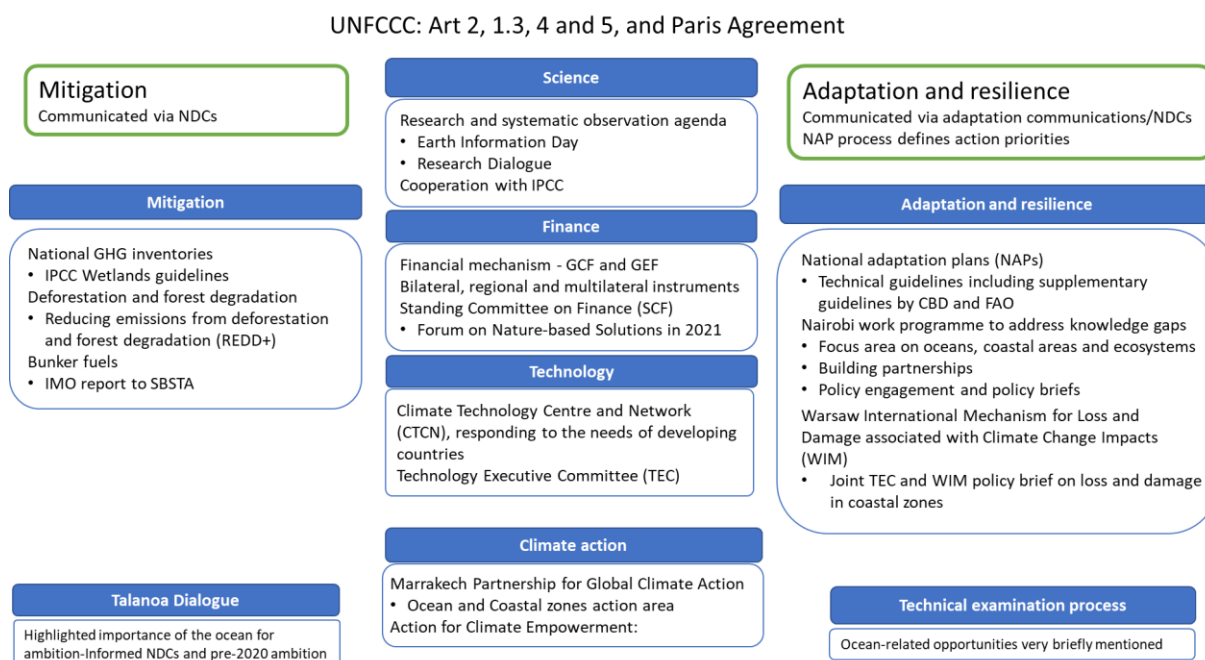 UNFCCC: Art 2, 1.3, 4 and 5, and Paris Agreement
Mitigation
Communicated via NDCs
Mitigation
National GHG inventories
• IPCC Wetlands guidelines
Deforestation and forest degradation
• Reducing emissions from deforestation
and forest degradation (REDD+)
Bunker fuels
• IMO report to SBSTA
Talanoa Dialogue
Highlighted importance of the ocean for
ambition-Informed NDCs and pre-2020 ambition
Science
Research and systematic observation agenda
• Earth Information Day
• Research Dialogue
Cooperation with IPCC
Finance
Financial mechanism - GCF and GEF
Bilateral, regional and multilateral instruments
Standing Committee on Finance (SCF)
• Forum on Nature-based Solutions in 2021
Technology
Climate Technology Centre and Network
(CTCN), responding to the needs of developing
countries
Technology Executive Committee (TEC)
Climate action
Marrakech Partnership for Global Climate Action
• Ocean and Coastal zones action area
Action for Climate Empowerment:
Adaptation and resilience
Communicated via adaptation communications/NDCs
NAP process defines action priorities
Adaptation and resilience
National adaptation plans (NAPs)
• Technical guidelines including supplementary
guidelines by CBD and FAO
Nairobi work programme to address knowledge gaps
• Focus area on oceans, coastal areas and ecosystems
• Building partnerships
• Policy engagement and policy briefs
Warsaw International Mechanism for Loss and
Damage associated with Climate Change Impacts
(WIM)
• Joint TEC and WIM policy brief on loss and damage
in coastal zones
Technical examination process
Ocean-related opportunities very briefly mentioned